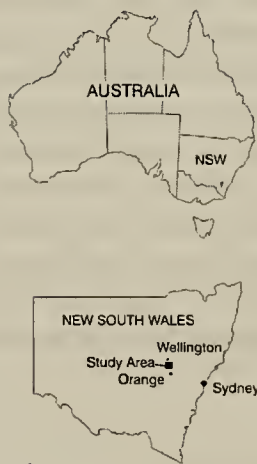 AUSTRALIA
NSW
NEW SOUTH WALES
Wellington
Study Area
Orange
Sydney